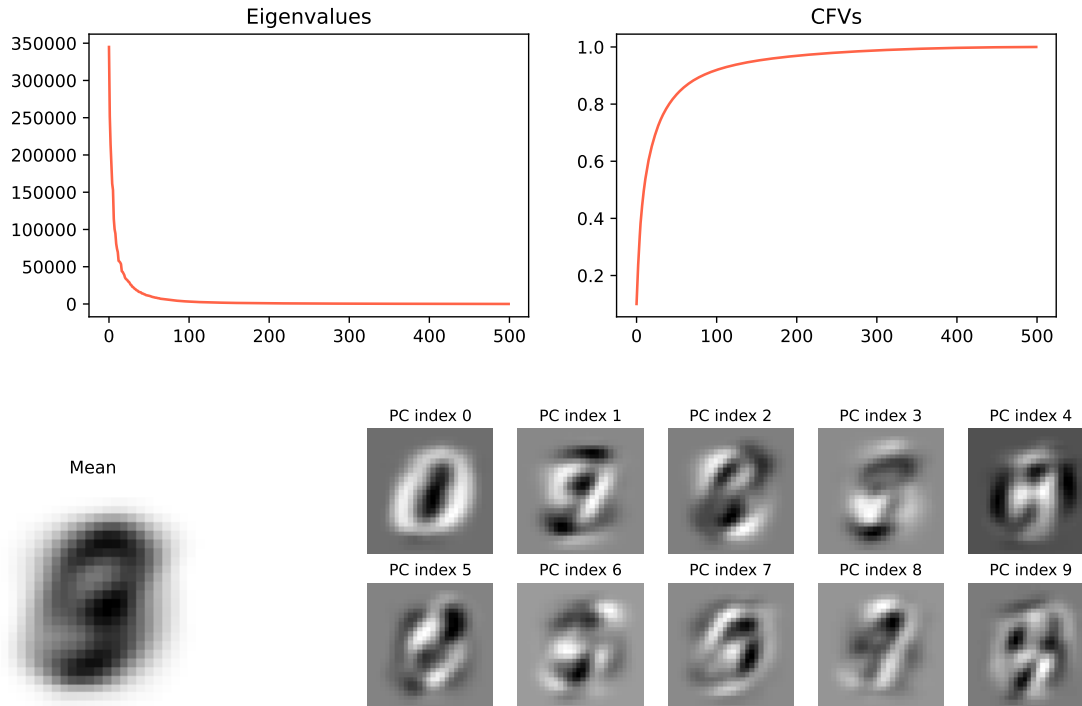 Eigenvalues
350000
300000
250000
200000
150000
100000
50000
0
0 100 200 300 400 500
CFVs
1.0
0.8
0.6
0.4
0.2
0 100 200 300 400 500
Mean
PC index 0 PC index 1 PC index 2 PC index 3 PC index 4
PC index 5 PC index 6 PC index 7 PC index 8 PC index 9